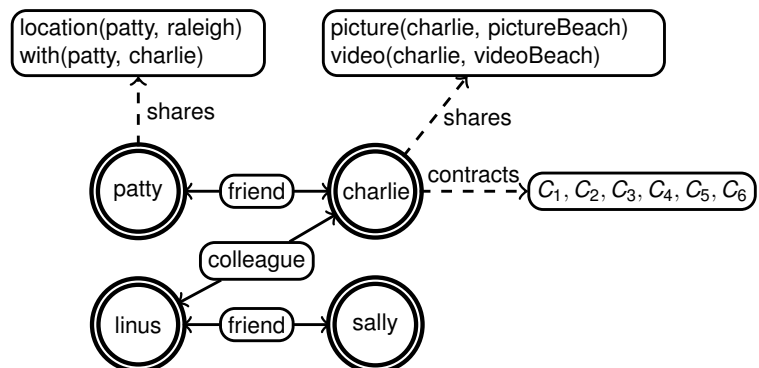 location(patty, raleigh)
with(patty, charlie)
picture(charlie, pictureBeach)
video(charlie, videoBeach)
shares
shares
patty
friend
charlie
contracts
C₁, C₂, C₃, C₄, C₅, C₆
colleague
linus
friend
sally